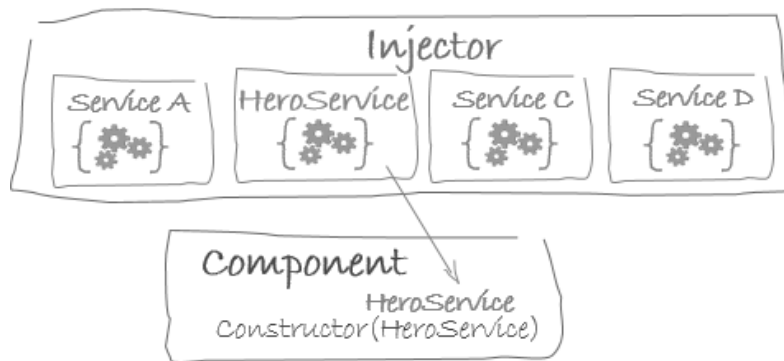 Injector
Service A
HeroService
Service C
Service D
{ }
{ }
{ }
{ }
Component
HeroService
Constructor(HeroService)